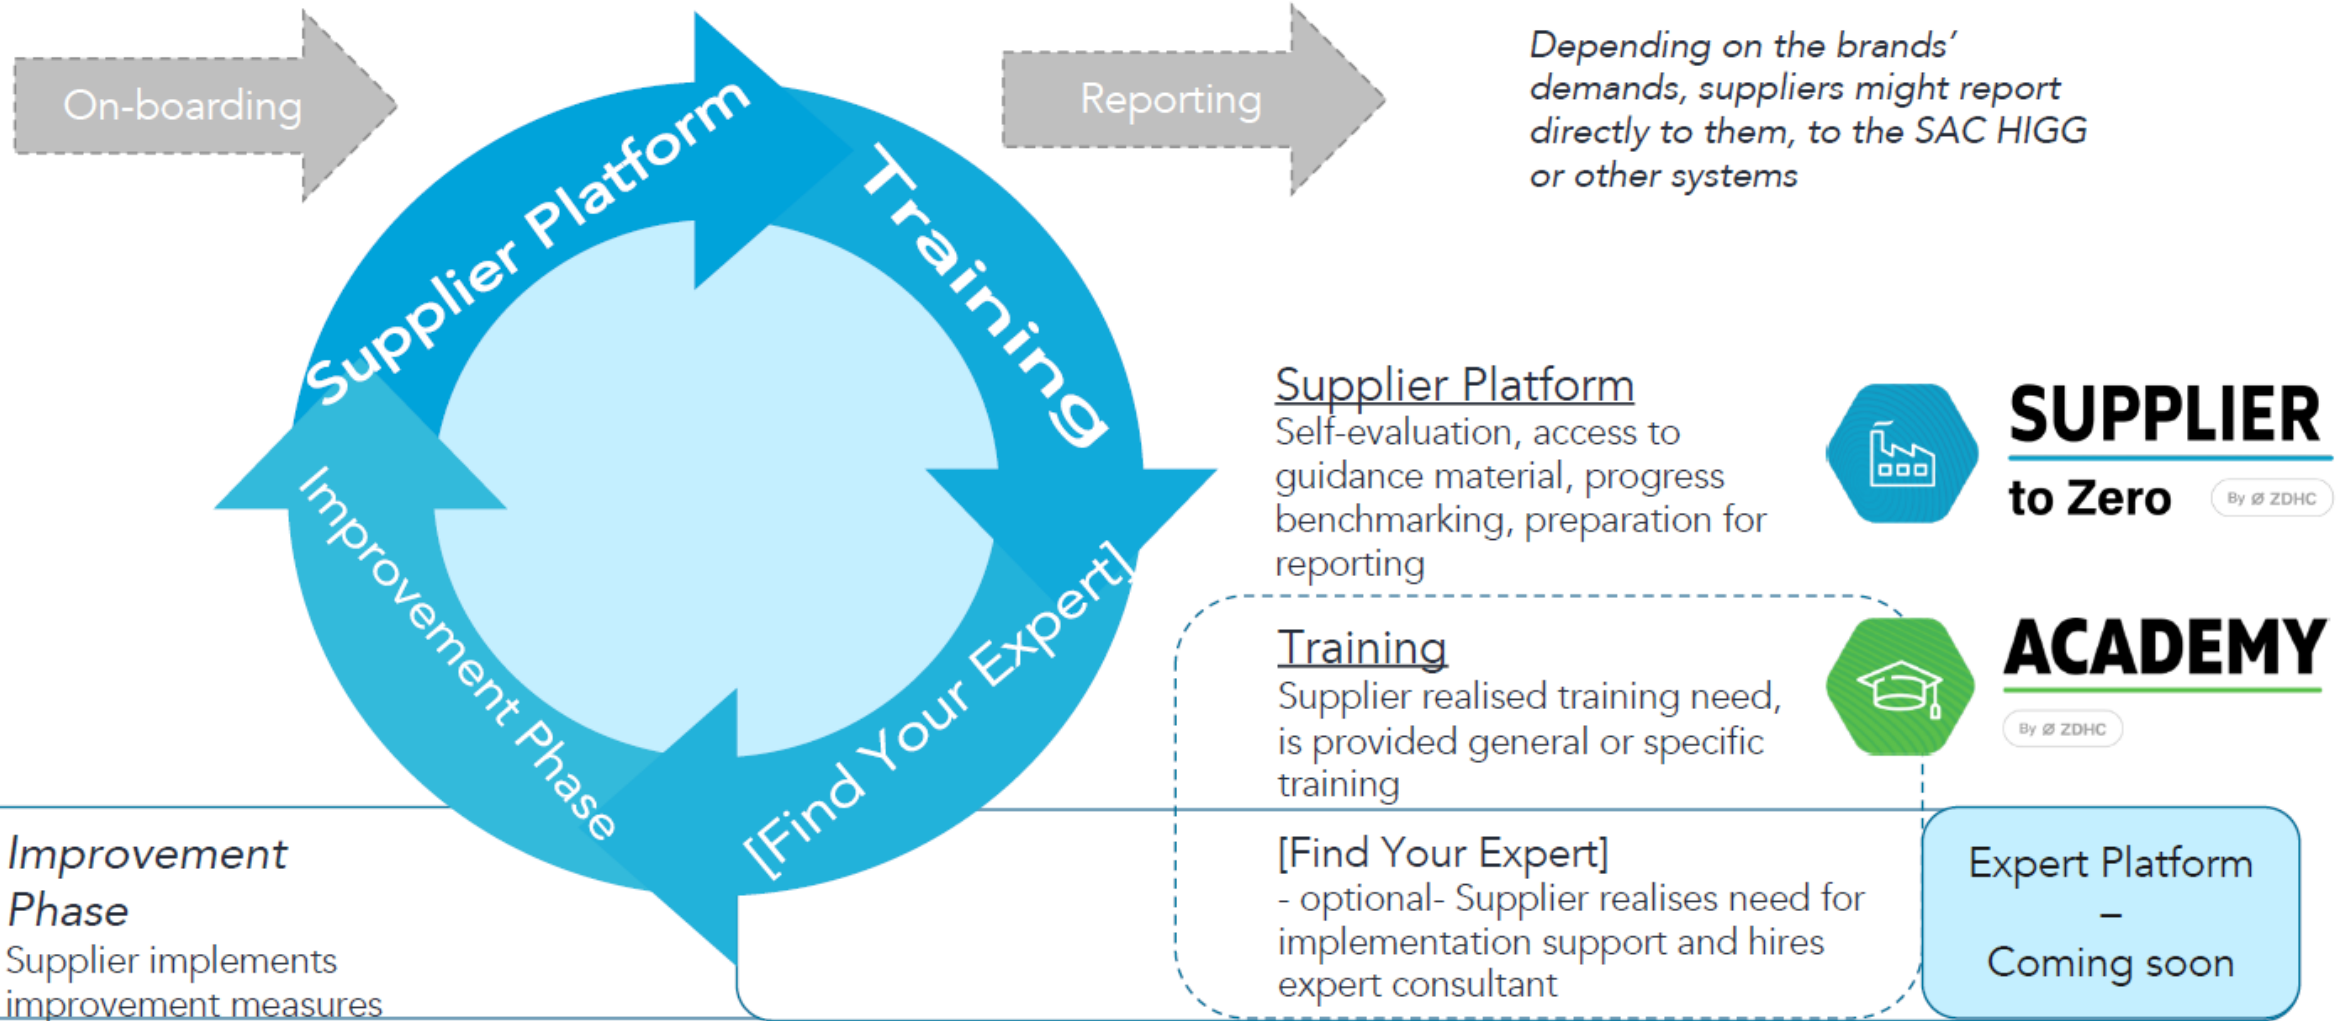 On-boarding
Reporting
Depending on the brands'
demands, suppliers might report
directly to them, to the SAC HIGG
or other systems
Supplier Platform
Training
[Find Your Expert]
Improvement Phase
Supplier Platform
Self-evaluation, access to
guidance material, progress
benchmarking, preparation for
reporting
SUPPLIER
to Zero
By Ø ZDHC
Training
Supplier realised training need,
is provided general or specific
training
ACADEMY
By Ø ZDHC
[Find Your Expert]
- optional- Supplier realises need for
implementation support and hires
expert consultant
Expert Platform
–
Coming soon
Improvement
Phase
Supplier implements
improvement measures